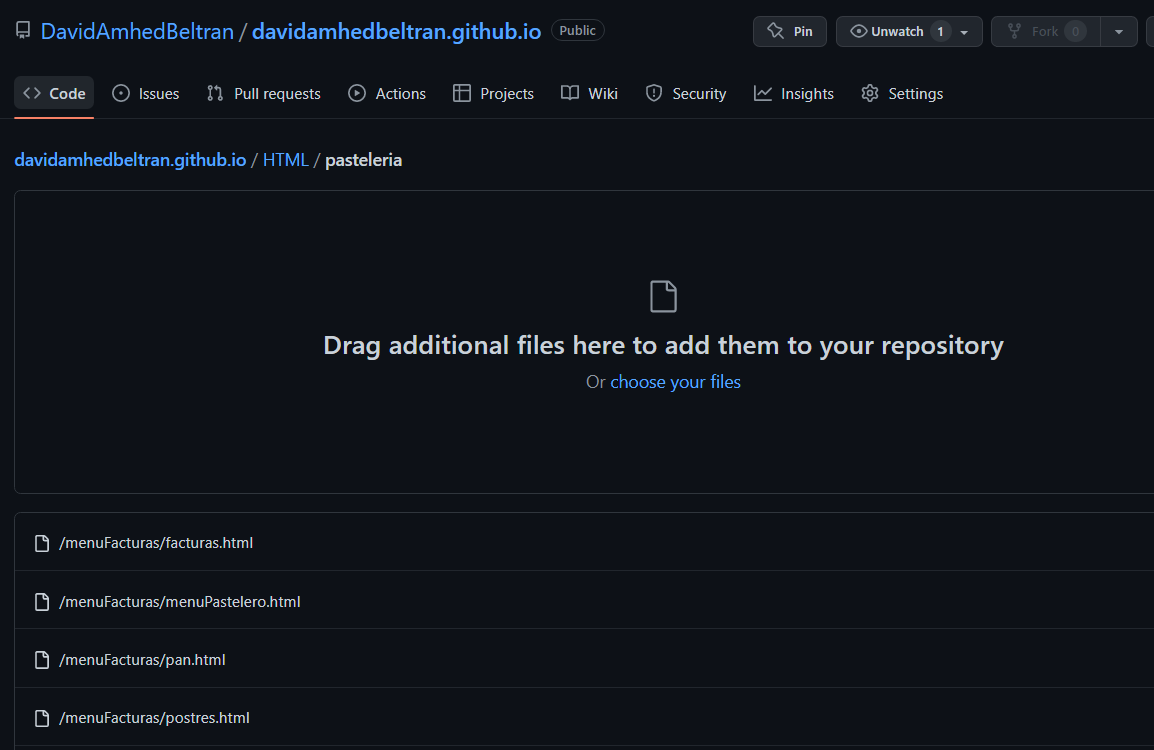 DavidAmhedBeltran / davidamhedbeltran.github.io Public Pin Unwatch 1 Fork 0
Code Issues Pull requests Actions Projects Wiki Security Insights Settings
davidamhedbeltran.github.io / HTML / pasteleria
Drag additional files here to add them to your repository
Or choose your files
/menuFacturas/facturas.html
/menuFacturas/menuPastelero.html
/menuFacturas/pan.html
/menuFacturas/postres.html